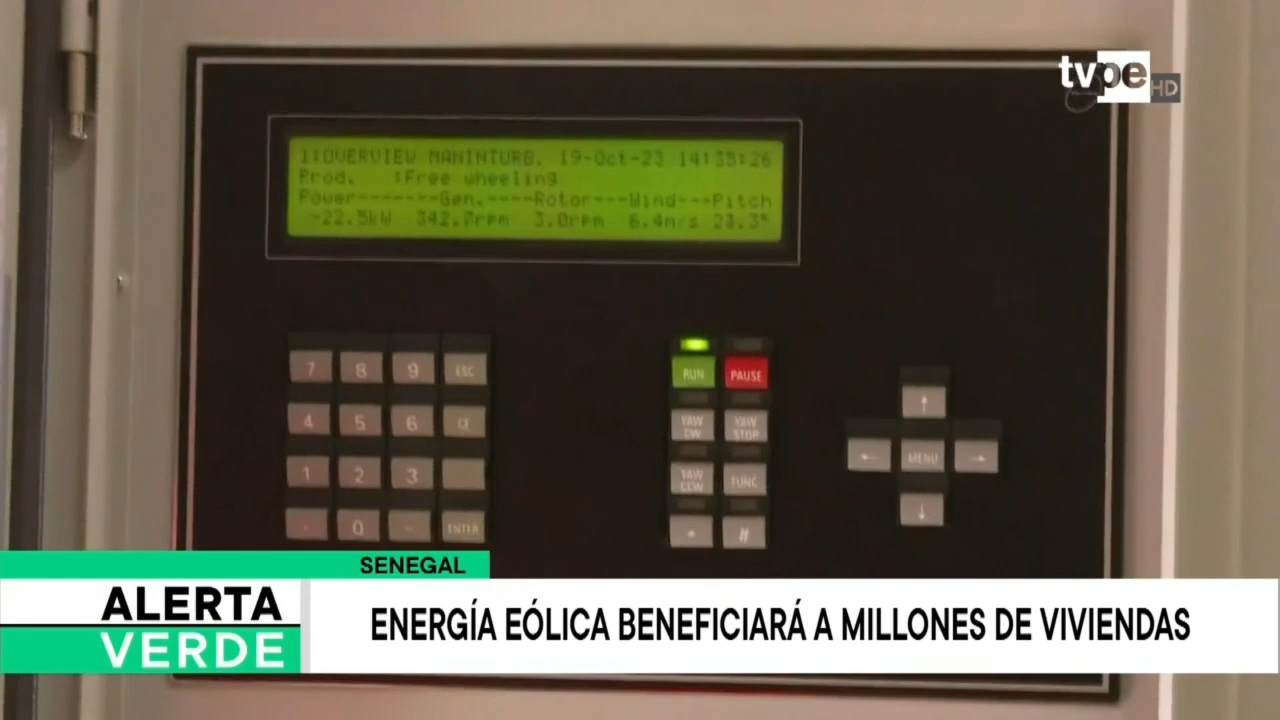 tvpe HD
1:OVERVIEW MANINTURB. 19-Oct-23 14:35:26
Prod. :Free wheeling
Power-------Gen.----Rotor---Wind---Pitch
-22.5kW 342.0rpm 3.0rpm 6.4m/s 23.3°
7 8 9 ESC
4 5 6
1 2 3
. 0 - ENTER
RUN PAUSE
YAW CW YAW STOP
YAW CCW FUNC
* #
↑
← MENU →
↓
SENEGAL
ALERTA
VERDE
ENERGÍA EÓLICA BENEFICIARÁ A MILLONES DE VIVIENDAS